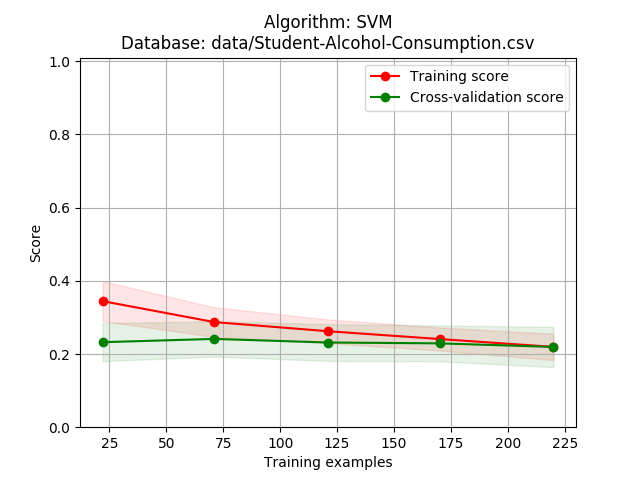 Algorithm: SVM
Database: data/Student-Alcohol-Consumption.csv
1.0
0.8
0.6
0.4
0.2
0.0
Score
Training score
Cross-validation score
25
50
75
100
125
150
175
200
225
Training examples